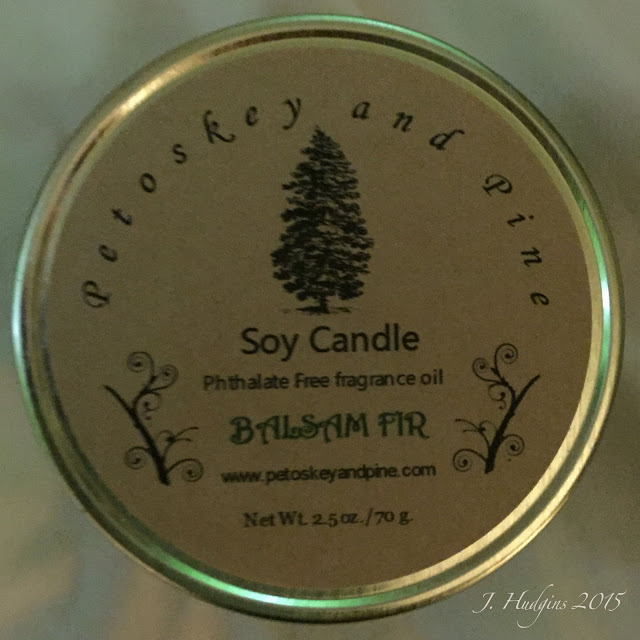 Petoskey and Pine
Soy Candle
Phthalate Free fragrance oil
BALSAM FIR
www.petoskeyandpine.com
Net Wt. 2.5 oz./70 g.
J. Hudgins 2015